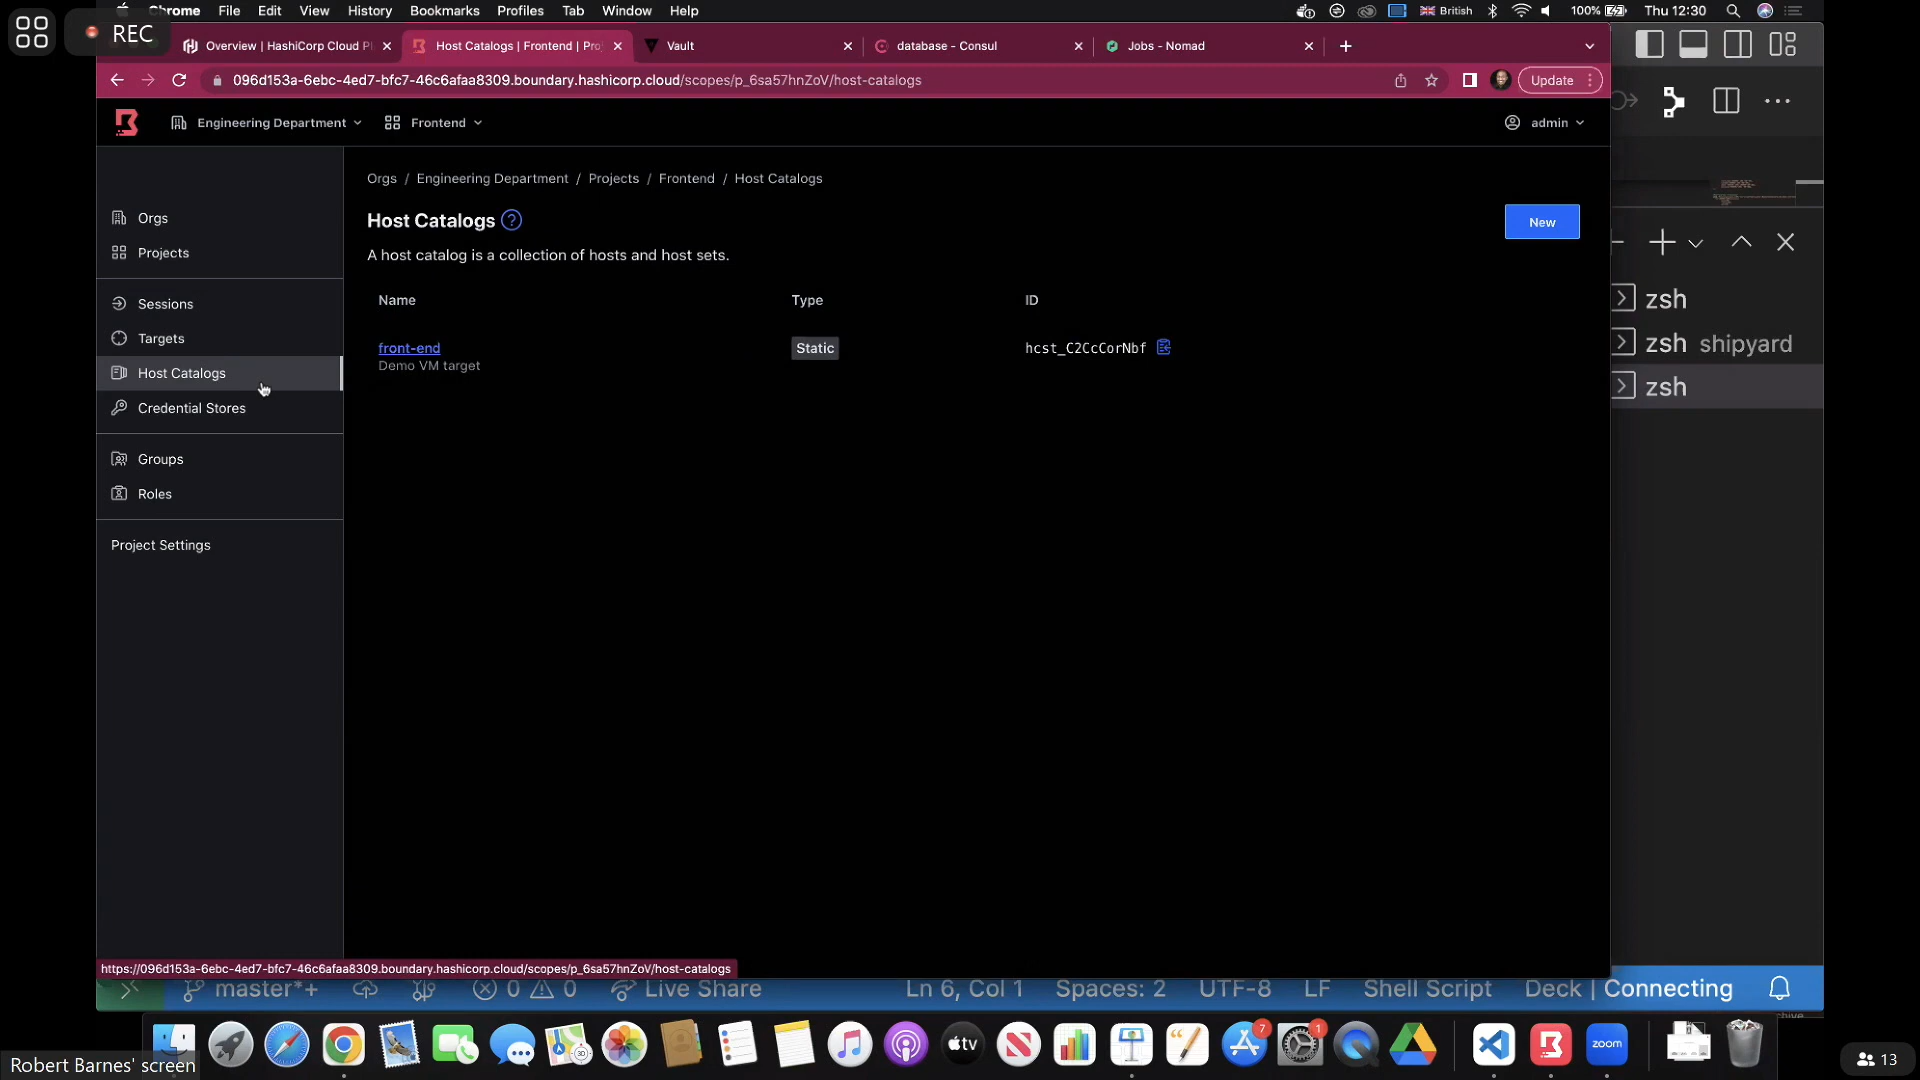 Chrome File Edit View History Bookmarks Profiles Tab Window Help
British 100% Thu 12:30
REC
Overview | HashiCorp Cloud Pl
Host Catalogs | Frontend | Pro
Vault
database - Consul
Jobs - Nomad
096d153a-6ebc-4ed7-bfc7-46c6afaa8309.boundary.hashicorp.cloud/scopes/p_6sa57hnZoV/host-catalogs
Update
Engineering Department
Frontend
admin
Orgs / Engineering Department / Projects / Frontend / Host Catalogs
Orgs
Projects
Sessions
Targets
Host Catalogs
Credential Stores
Groups
Roles
Project Settings
Host Catalogs ?
New
A host catalog is a collection of hosts and host sets.
Name Type ID
front-end Static hcst_C2CcCorNbf
Demo VM target
zsh
zsh shipyard
zsh
https://096d153a-6ebc-4ed7-bfc7-46c6afaa8309.boundary.hashicorp.cloud/scopes/p_6sa57hnZoV/host-catalogs
master*+ 0 0 Live Share Ln 6, Col 1 Spaces: 2 UTF-8 LF Shell Script Deck | Connecting
3D
tv
7
1
zoom
Robert Barnes' screen
13